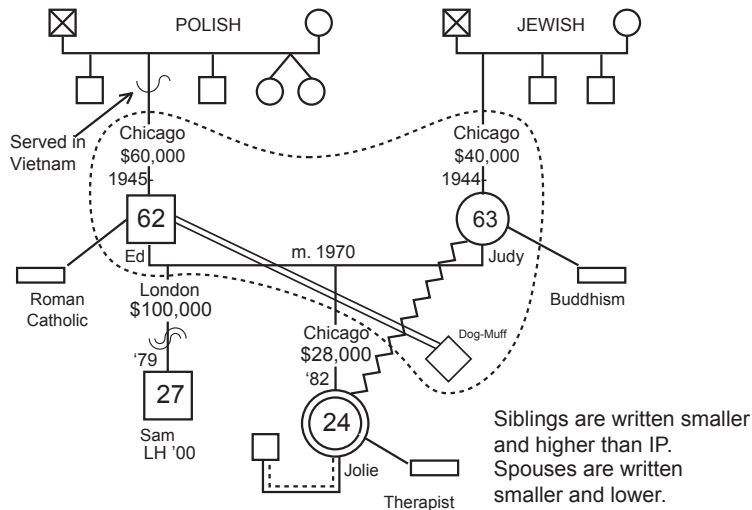 POLISH
JEWISH
Served in
Vietnam
Chicago
$60,000
1945-
Chicago
$40,000
1944-
62
63
Ed
m. 1970
Judy
Roman
Catholic
London
$100,000
Buddhism
Chicago
$28,000
Dog-Muff
‘79
‘82
27
24
Sam
LH '00
Jolie
Therapist
Siblings are written smaller
and higher than IP.
Spouses are written
smaller and lower.